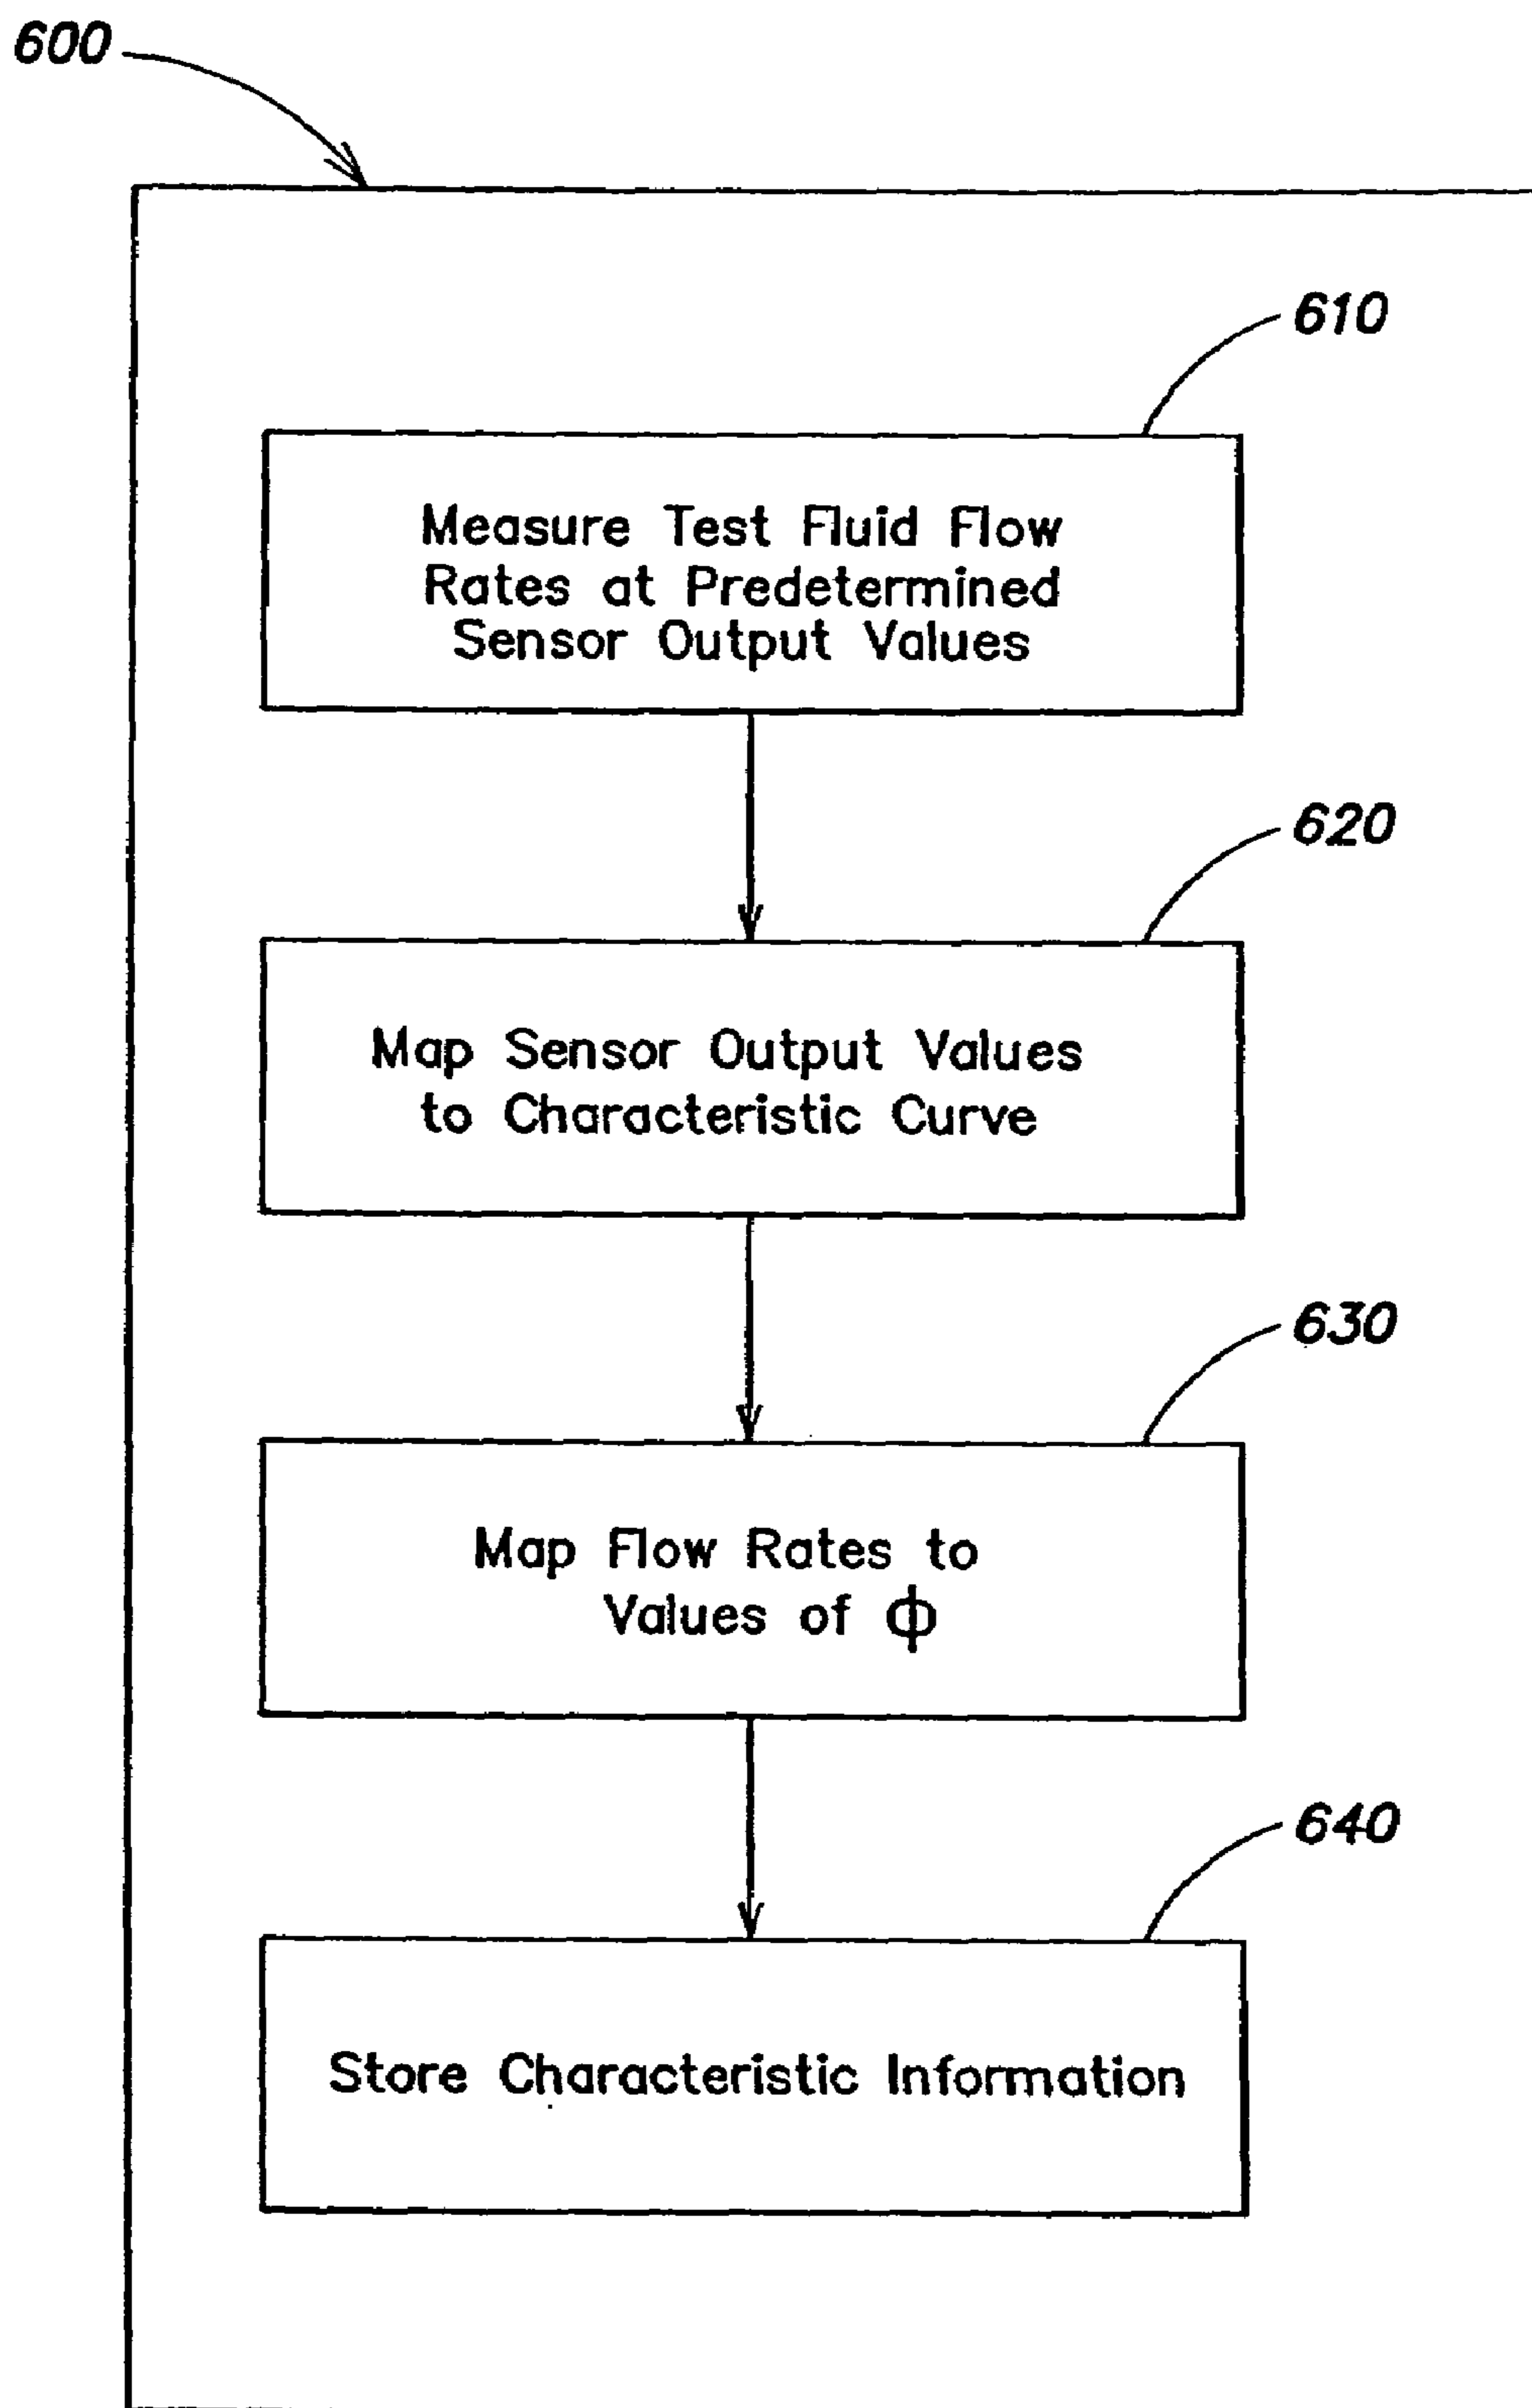 600
610
Measure Test Fluid Flow
Rates at Predetermined
Sensor Output Values
620
Map Sensor Output Values
to Characteristic Curve
630
Map Flow Rates to
Values of ϕ
640
Store Characteristic Information